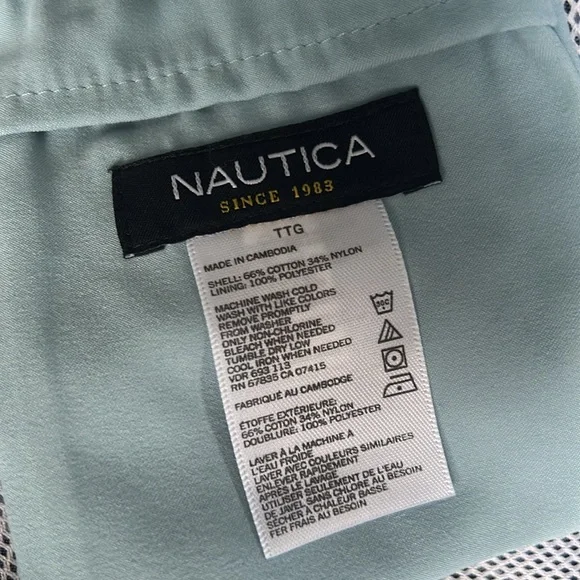 NAUTICA
SINCE 1983
TTG
MADE IN CAMBODIA
SHELL: 66% COTTON 34% NYLON
LINING: 100% POLYESTER
MACHINE WASH COLD
WASH WITH LIKE COLORS
REMOVE PROMPTLY
FROM WASHER
ONLY NON-CHLORINE
BLEACH WHEN NEEDED
TUMBLE DRY LOW
COOL IRON WHEN NEEDED
VDR 693 113
RN 67835 CA 07415
30C
FABRIQUÉ AU CAMBODGE
ÉTOFFE EXTÉRIEURE:
66% COTON 34% NYLON
DOUBLURE: 100% POLYESTER
LAVER À LA MACHINE À
L'EAU FROIDE
LAVER AVEC COULEURS SIMILAIRES
ENLEVER RAPIDEMENT
APRÈS LE LAVAGE
UTILISER SEULEMENT DE L'EAU
DE JAVEL SANS CHLORE AU BESOIN
SÉCHER À CHALEUR BASSE
FER FRAIS AU BESOIN